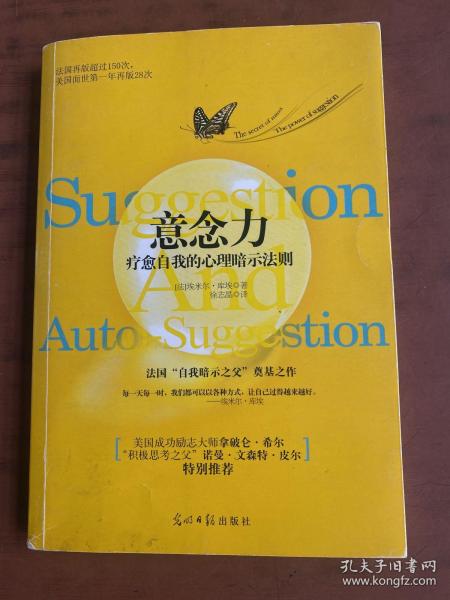 法国再版超过150次，
美国面世第一年再版28次
The secret of minds
The power of suggestion
Suggestion
意念力
疗愈自我的心理暗示法则
And
[法]埃米尔·库埃 著
徐志晶 译
Auto-Suggestion
法国“自我暗示之父”奠基之作
每一天每一时，我们都可以以各种方式，让自己过得越来越好。
——埃米尔·库埃
美国成功励志大师拿破仑·希尔
“积极思考之父”诺曼·文森特·皮尔
特别推荐
光明日报出版社
孔夫子旧书网
www.kongfz.com